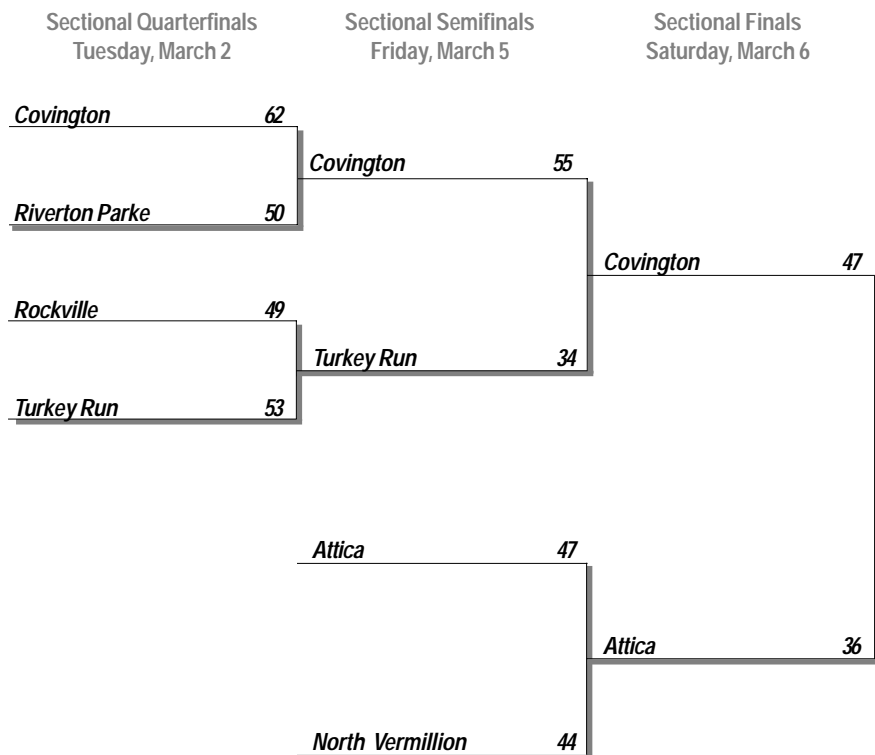 Sectional Quarterfinals
Tuesday, March 2
Sectional Semifinals
Friday, March 5
Sectional Finals
Saturday, March 6
Covington 62
Covington 55
Riverton Parke 50
Covington 47
Rockville 49
Turkey Run 34
Turkey Run 53
Attica 47
Attica 36
North Vermillion 44